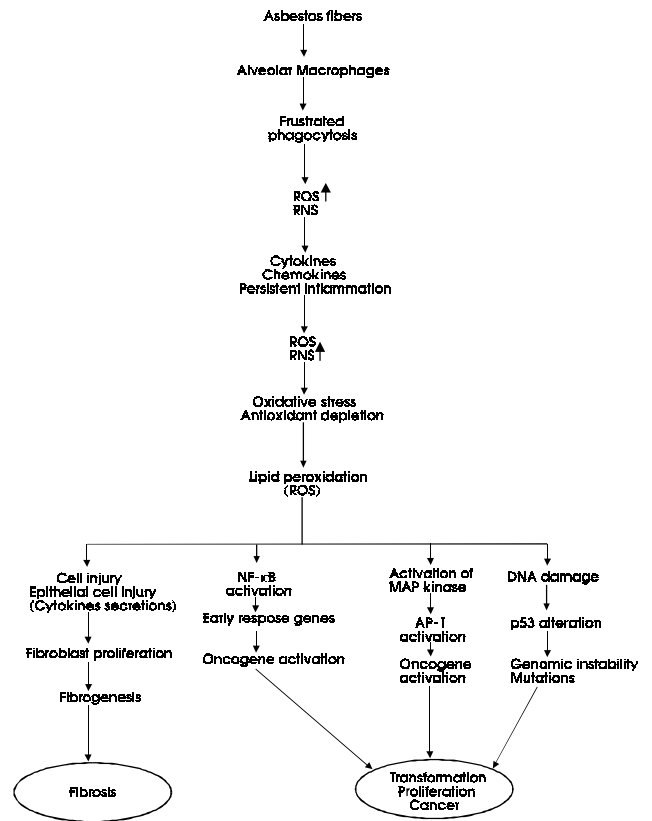 Asbestos fibers
Alveolar Macrophages
Frustrated
phagocytosis
ROS
RNS
Cytokines
Chemokines
Persistent inflammation
ROS
RNS
Oxidative stress
Antioxidant depletion
Lipid peroxidation
(ROS)
Cell injury
Epithelial cell injury
(Cytokines secretions)
Fibroblast proliferation
Fibrogenesis
Fibrosis
NF-κB
activation
Early respose genes
Oncogene activation
Activation of
MAP kinase
AP-1
activation
Oncogene
activation
DNA damage
p53 alteration
Genomic instability
Mutations
Transformation
Proliferation
Cancer